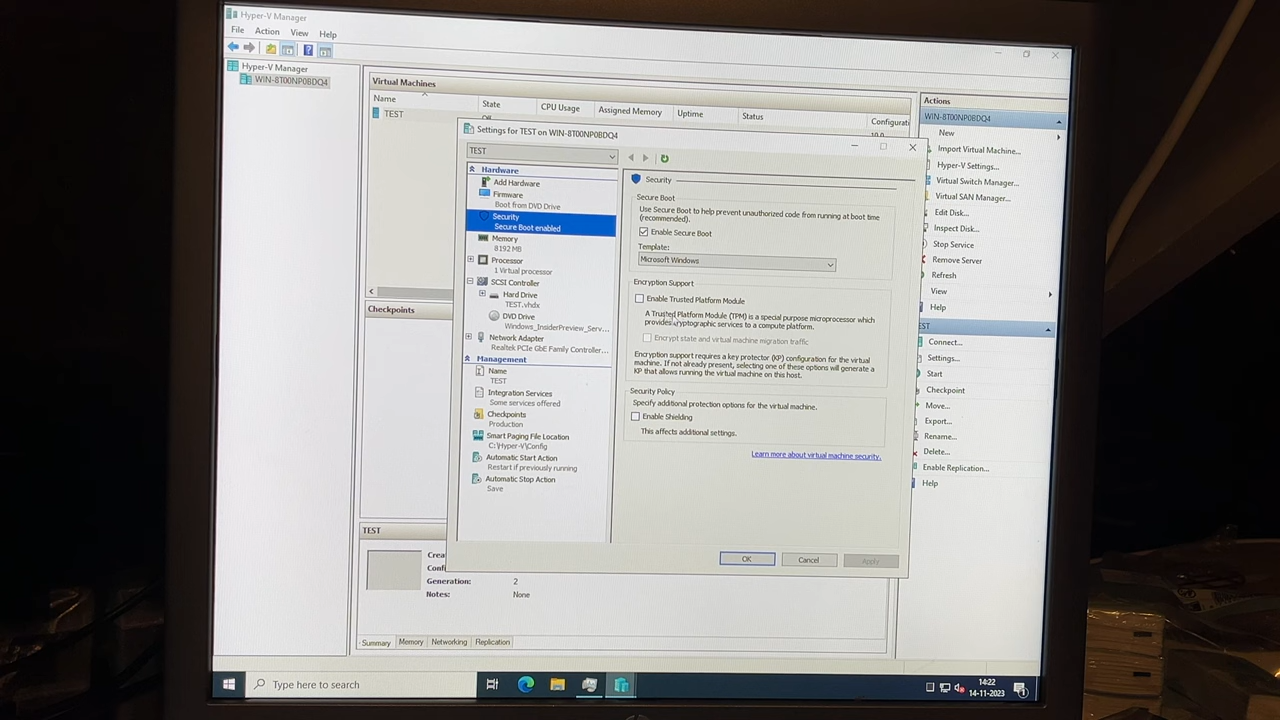 Hyper-V Manager
File Action View Help
Hyper-V Manager
WIN-8T00NP0BDQ4
Virtual Machines
Name State CPU Usage Assigned Memory Uptime Status Configurati
TEST Off 10.0
Checkpoints
TEST
Crea
Confi
Generation: 2
Notes: None
Summary Memory Networking Replication
Settings for TEST on WIN-8T00NP0BDQ4
TEST
Hardware
Add Hardware
Firmware
Boot from DVD Drive
Security
Secure Boot enabled
Memory
8192 MB
Processor
1 Virtual processor
SCSI Controller
Hard Drive
TEST.vhdx
DVD Drive
Windows_InsiderPreview_Serv...
Network Adapter
Realtek PCIe GbE Family Controller...
Management
Name
TEST
Integration Services
Some services offered
Checkpoints
Production
Smart Paging File Location
C:\Hyper-V\Config
Automatic Start Action
Restart if previously running
Automatic Stop Action
Save
Security
Secure Boot
Use Secure Boot to help prevent unauthorized code from running at boot time
(recommended).
Enable Secure Boot
Template:
Microsoft Windows
Encryption Support
Enable Trusted Platform Module
A Trusted Platform Module (TPM) is a special purpose microprocessor which
provides cryptographic services to a compute platform.
Encrypt state and virtual machine migration traffic
Encryption support requires a key protector (KP) configuration for the virtual
machine. If not already present, selecting one of these options will generate a
KP that allows running the virtual machine on this host.
Security Policy
Specify additional protection options for the virtual machine.
Enable Shielding
This affects additional settings.
Learn more about virtual machine security.
OK Cancel Apply
Actions
WIN-8T00NP0BDQ4
New
Import Virtual Machine...
Hyper-V Settings...
Virtual Switch Manager...
Virtual SAN Manager...
Edit Disk...
Inspect Disk...
Stop Service
Remove Server
Refresh
View
Help
EST
Connect...
Settings...
Start
Checkpoint
Move...
Export...
Rename...
Delete...
Enable Replication...
Help
Type here to search
14:22
14-11-2023
1